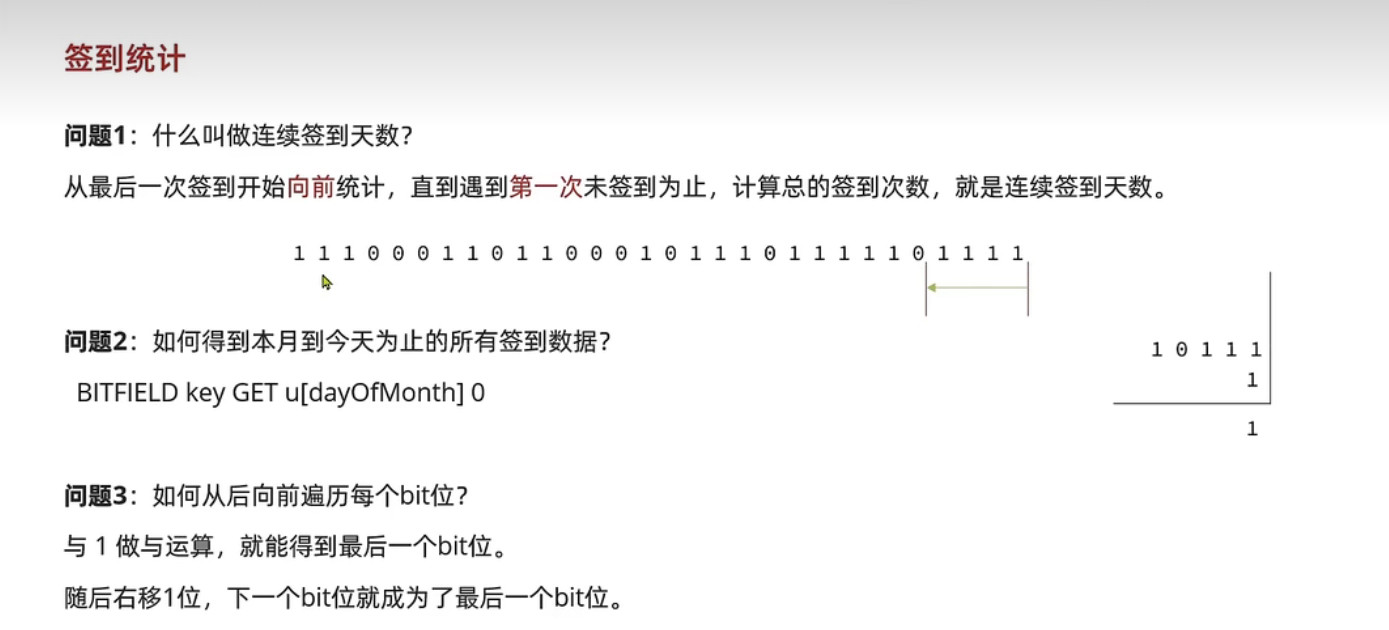 签到统计
问题1：什么叫做连续签到天数？
从最后一次签到开始向前统计，直到遇到第一次未签到为止，计算总的签到次数，就是连续签到天数。
1 1 1 0 0 0 1 1 0 1 1 0 0 0 1 0 1 1 1 0 1 1 1 1 1 0 1 1 1 1
问题2：如何得到本月到今天为止的所有签到数据？
BITFIELD key GET u[dayOfMonth] 0
1 0 1 1 1
1
1
问题3：如何从后向前遍历每个bit位？
与 1 做与运算，就能得到最后一个bit位。
随后右移1位，下一个bit位就成为了最后一个bit位。